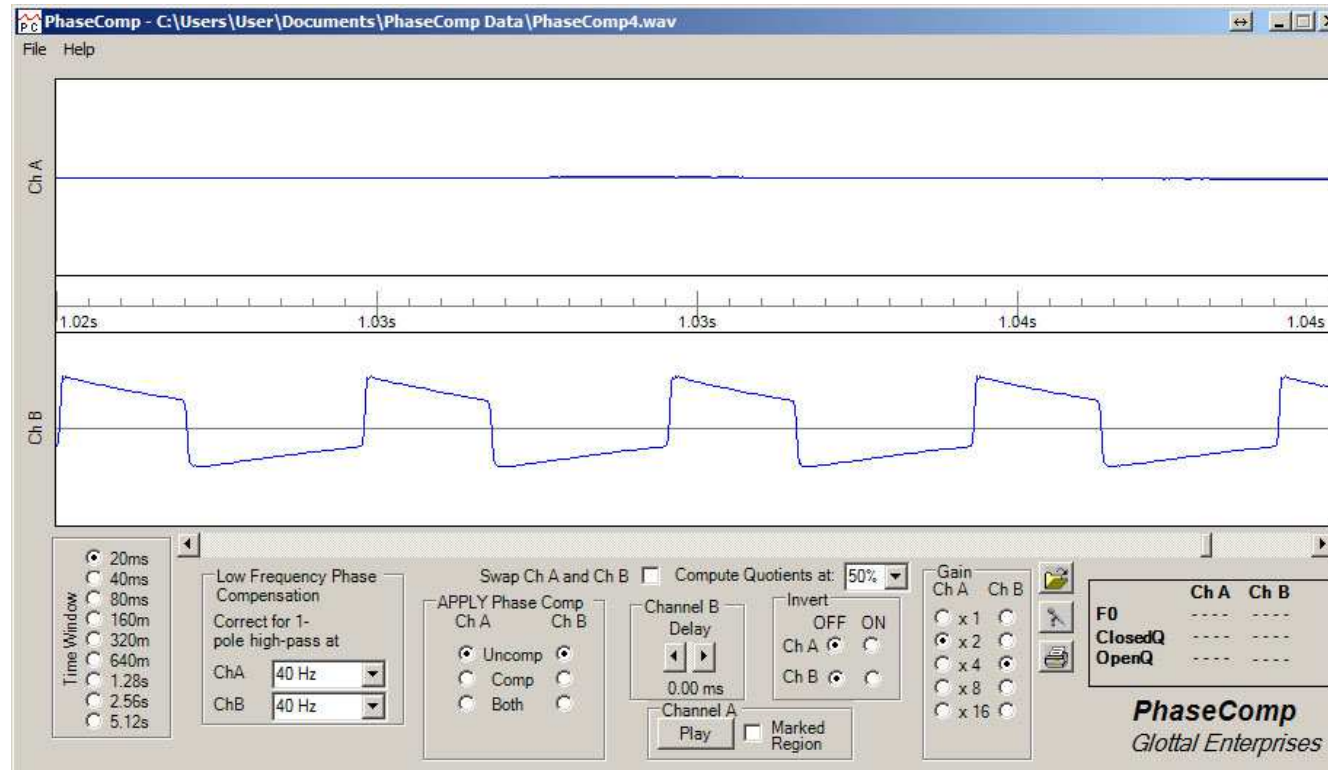 PhaseComp - C:\Users\User\Documents\PhaseComp Data\PhaseComp4.wav
File Help
Ch A
1.02s 1.03s 1.03s 1.04s 1.04s
Ch B
Time Window
20ms
40ms
80ms
160m
320m
640m
1.28s
2.56s
5.12s
Low Frequency Phase
Compensation
Correct for 1-
pole high-pass at
ChA 40 Hz
ChB 40 Hz
Swap Ch A and Ch B
Compute Quotients at: 50%
APPLY Phase Comp
Ch A Ch B
Uncomp
Comp
Both
Channel B
Delay
0.00 ms
Invert
OFF ON
Ch A
Ch B
Channel A
Play
Marked
Region
Gain
Ch A Ch B
x 1
x 2
x 4
x 8
x 16
Ch A Ch B
F0 ---- ----
ClosedQ ---- ----
OpenQ ---- ----
PhaseComp
Glottal Enterprises